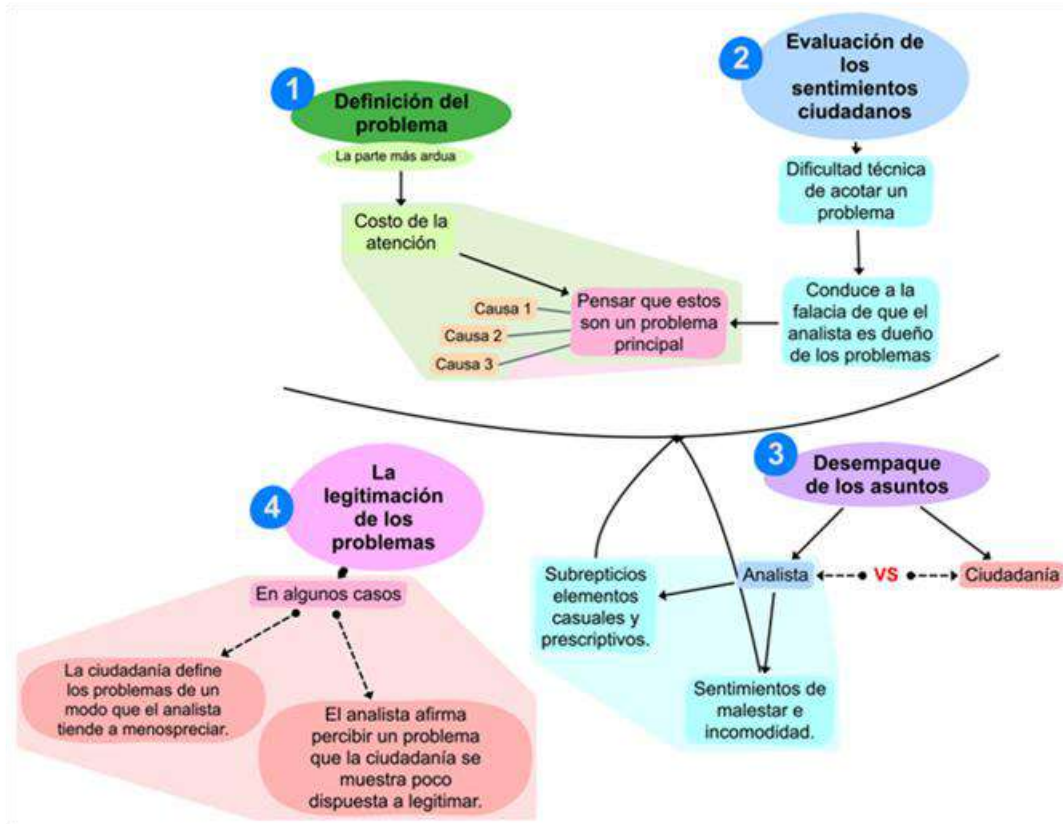 1
Definición del
problema
La parte más ardua
Costo de la
atención
Causa 1
Causa 2
Causa 3
Pensar que estos
son un problema
principal
2
Evaluación de
los
sentimientos
ciudadanos
Dificultad técnica
de acotar un
problema
Conduce a la
falacia de que el
analista es dueño
de los problemas
3
Desempaque
de los asuntos
Analista
VS
Ciudadanía
Subrepticios
elementos
casuales y
prescriptivos.
Sentimientos de
malestar e
incomodidad.
4
La
legitimación
de los
problemas
En algunos casos
La ciudadanía define
los problemas de un
modo que el analista
tiende a menospreciar.
El analista afirma
percibir un problema
que la ciudadanía se
muestra poco
dispuesta a legitimar.